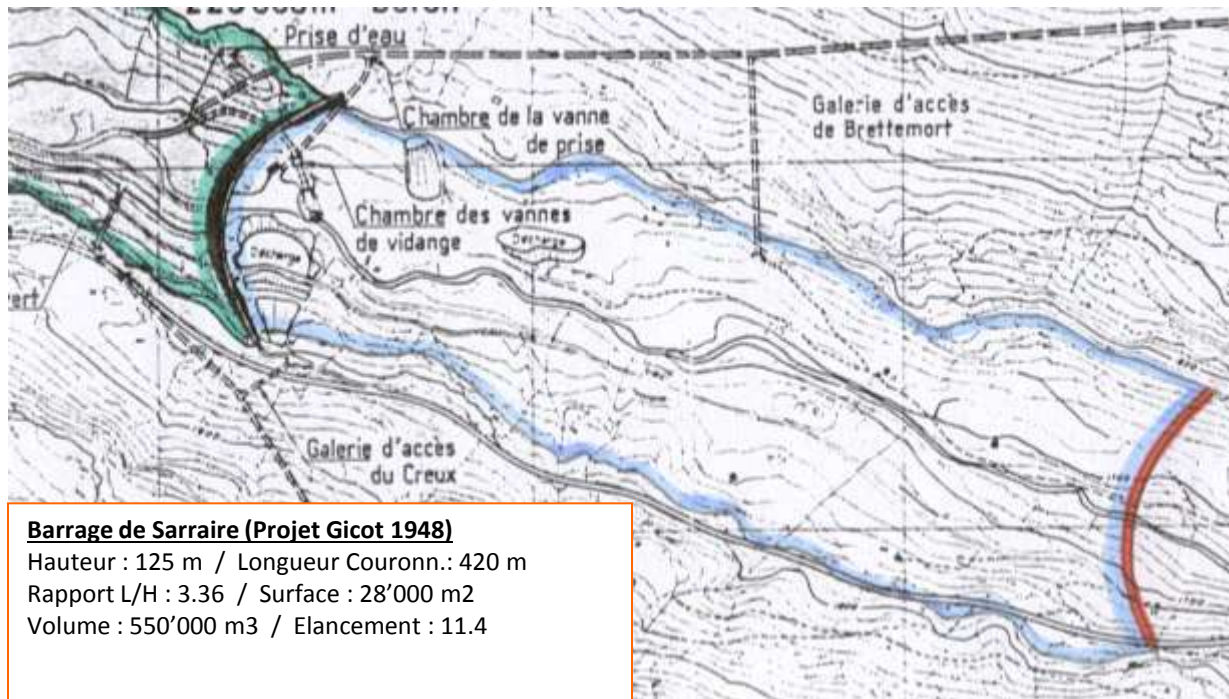 Prise d'eau
Galerie d'accès
de Brettemort
Chambre de la vanne
de prise
Chambre des vannes
de vidange
Décharge
Décharge
ert
Galerie d'accès
du Creux
Barrage de Sarraire (Projet Gicot 1948)
Hauteur : 125 m / Longueur Couronn.: 420 m
Rapport L/H : 3.36 / Surface : 28’000 m2
Volume : 550’000 m3 / Elancement : 11.4